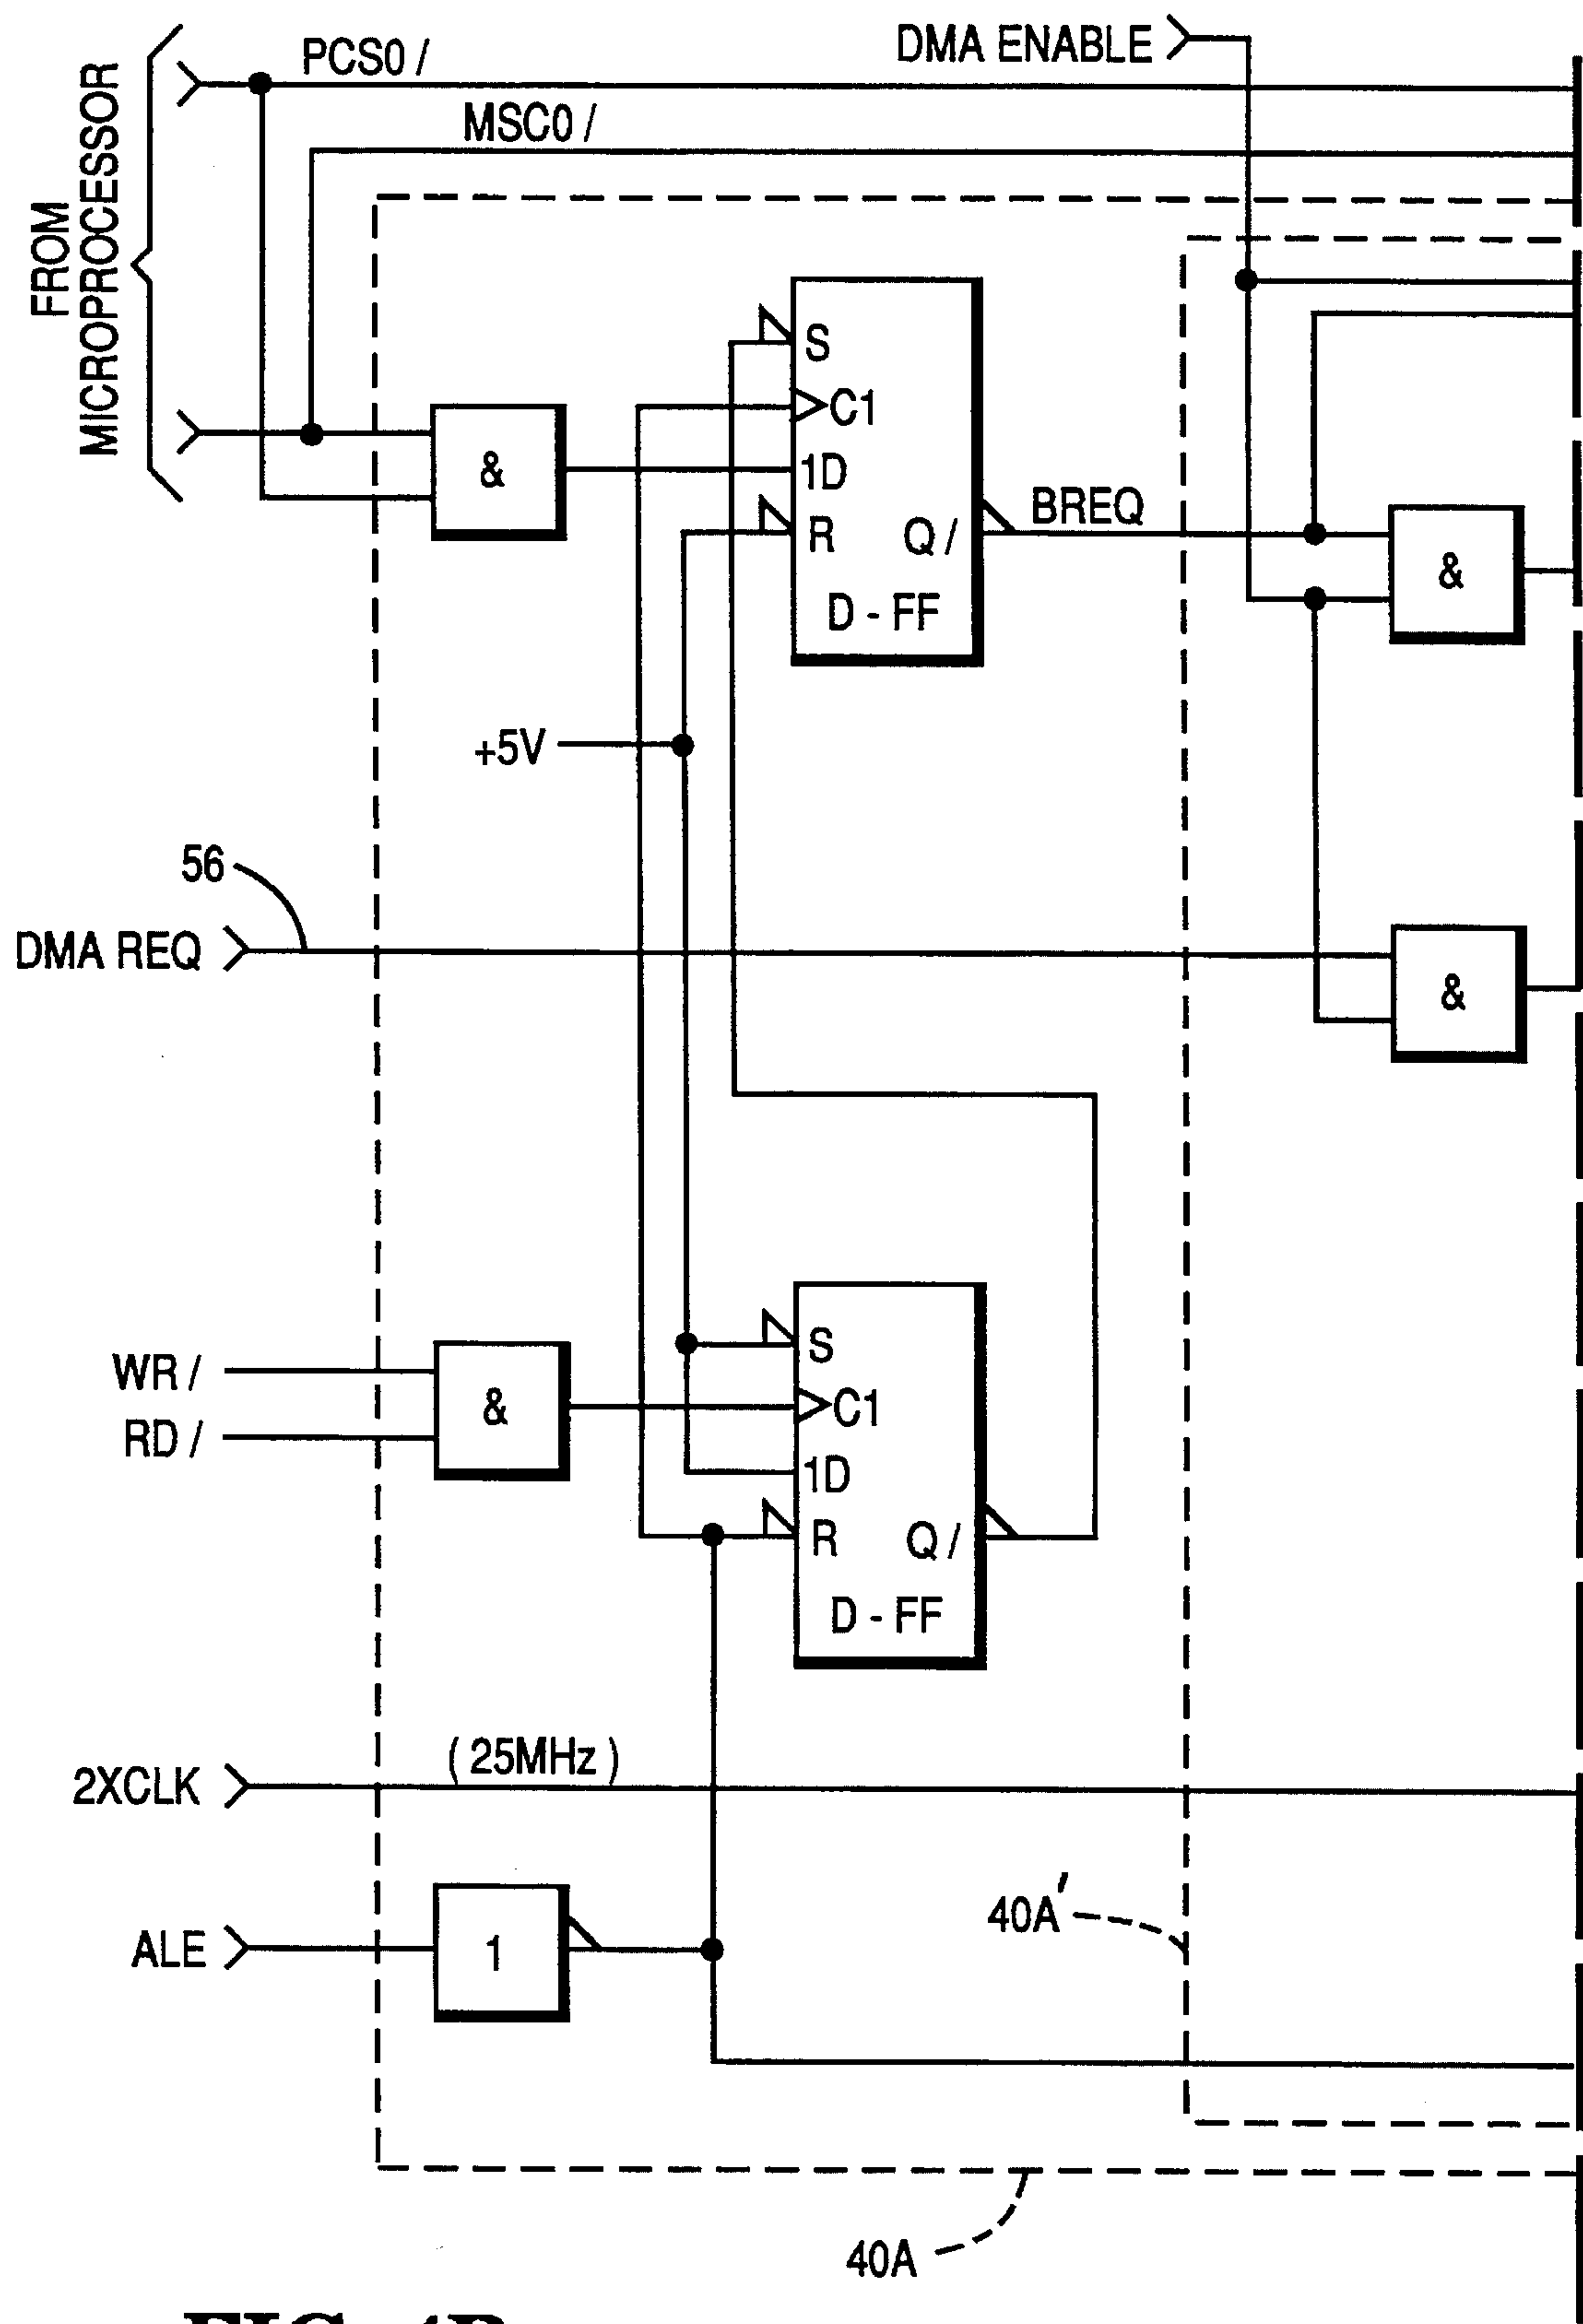 DMA ENABLE
PCS0 /
MSC0 /
FROM
MICROPROCESSOR
S
C1
1D
R
Q /
D - FF
&
BREQ
&
+5V
56
DMA REQ
&
WR /
RD /
&
S
C1
1D
R
Q /
D - FF
( 25MHz )
2XCLK
40A'
ALE
1
40A